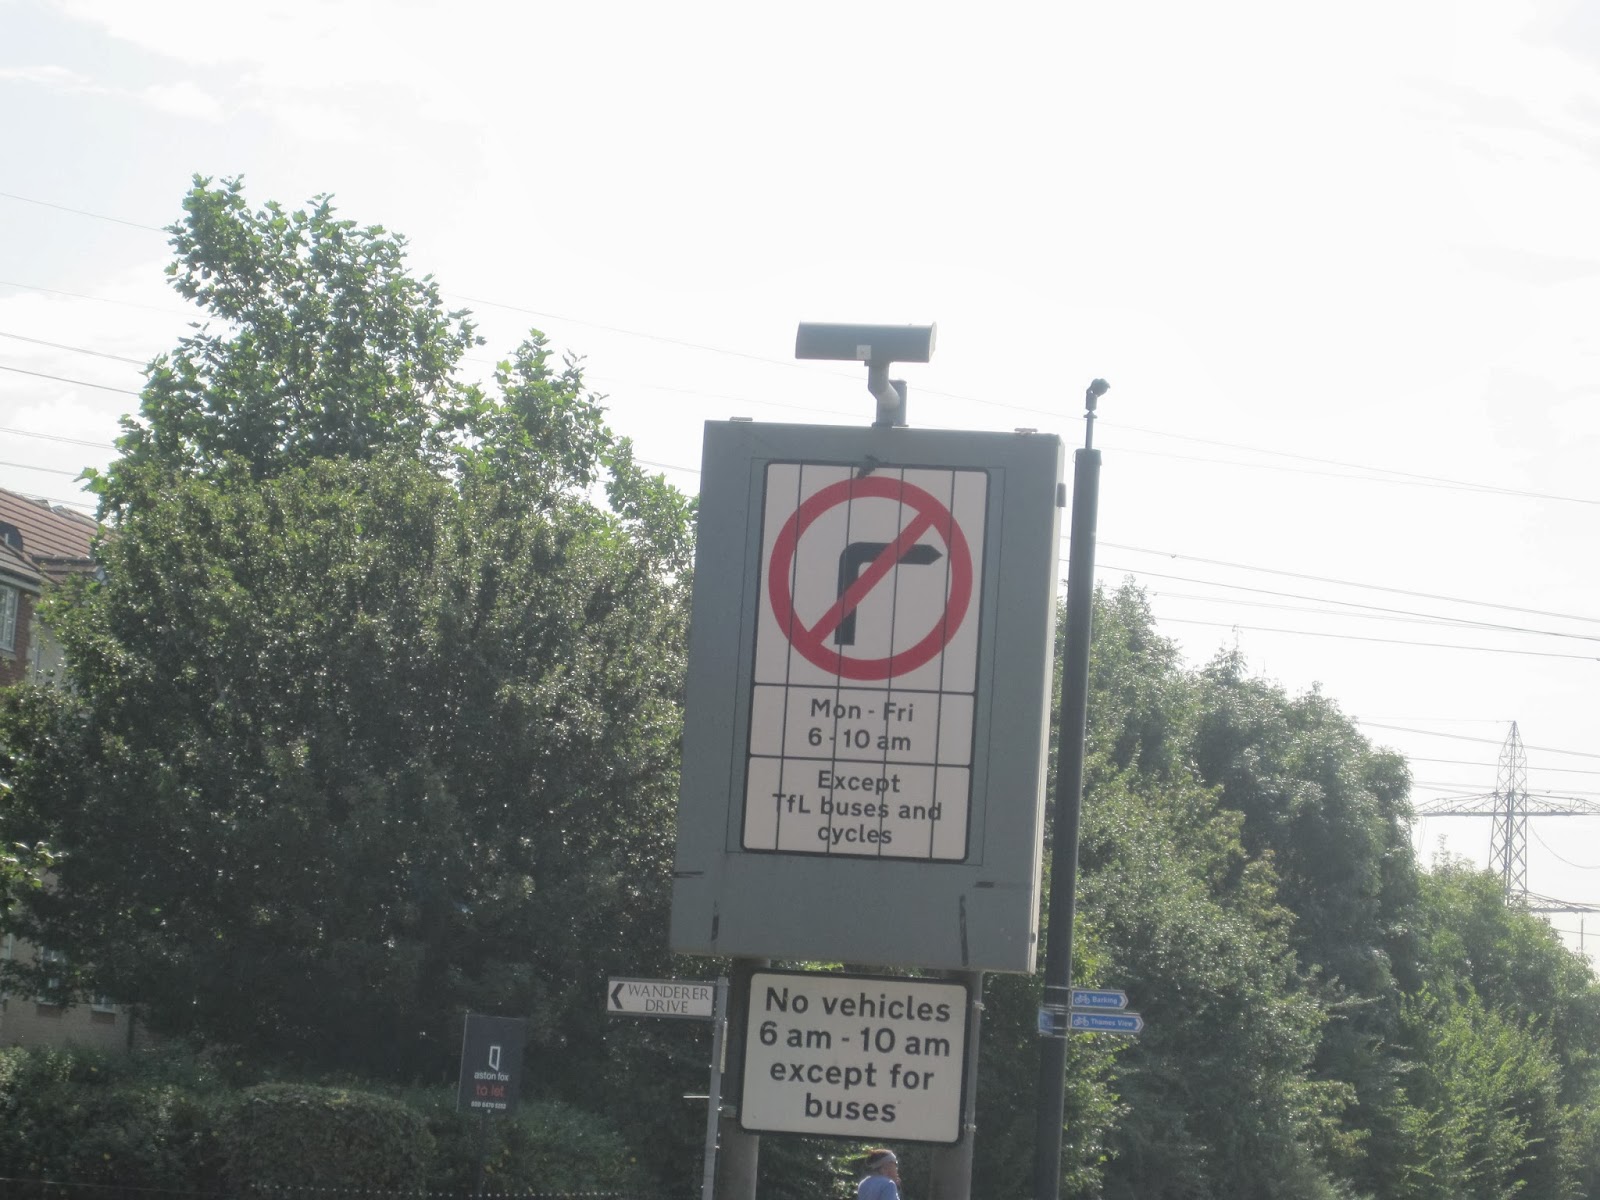 Mon - Fri
6 - 10 am
Except
TfL buses and
cycles
WANDERER
DRIVE
No vehicles
6 am - 10 am
except for
buses
Barking
Thames View
aston fox
to let